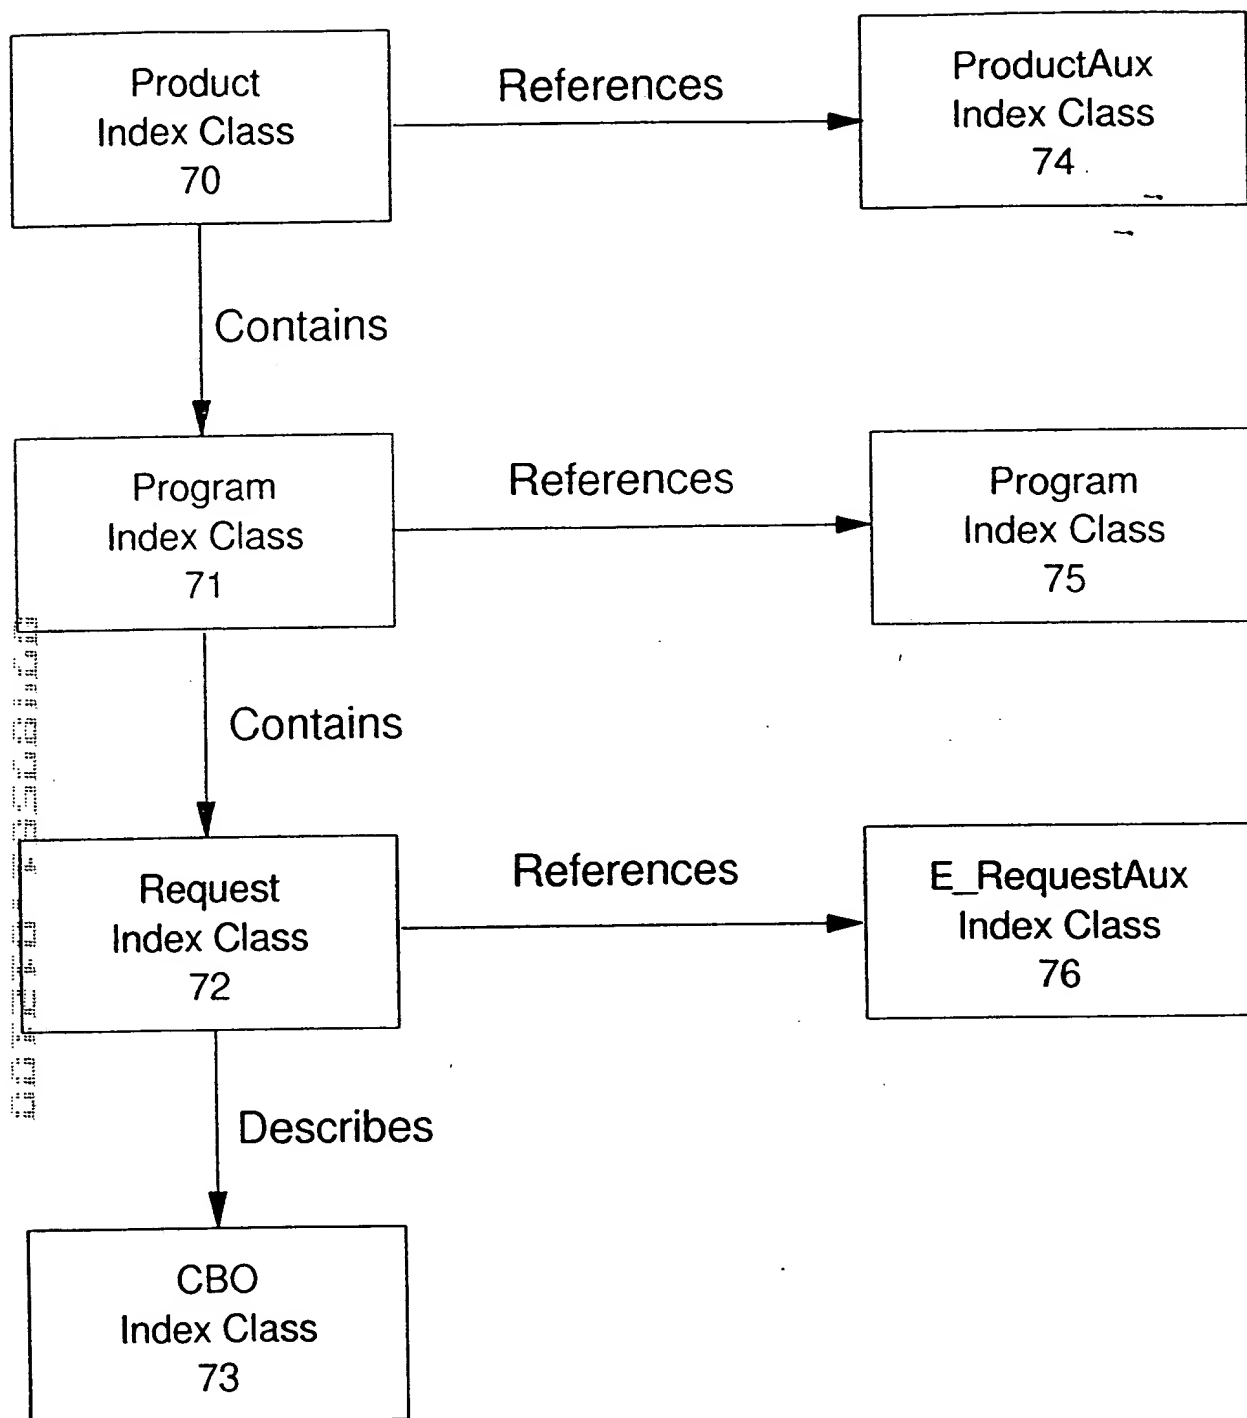 Product
Index Class
70
References
ProductAux
Index Class
74
Contains
Program
Index Class
71
References
Program
Index Class
75
Contains
Request
Index Class
72
References
E_RequestAux
Index Class
76
Describes
CBO
Index Class
73